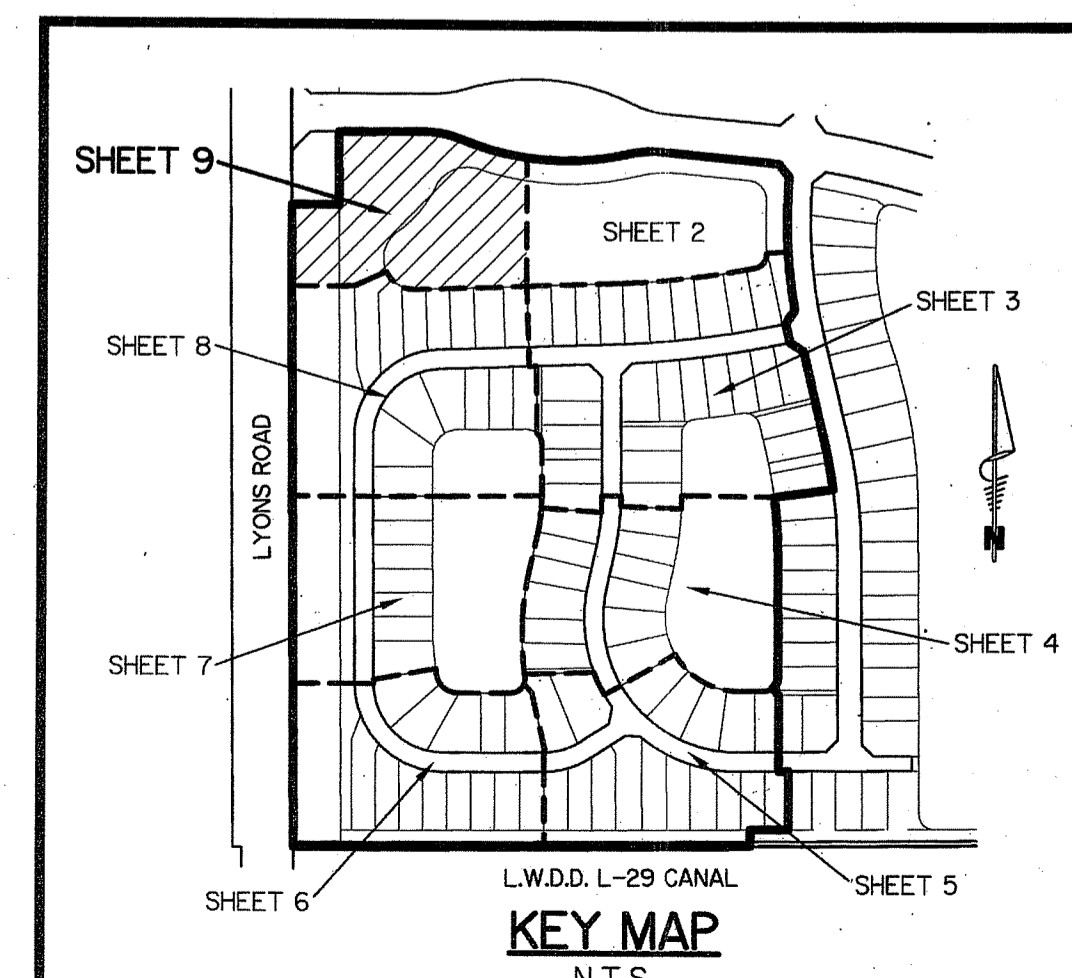 SHEET 9
SHEET 2
SHEET 3
SHEET 8
LYONS ROAD
N
SHEET 7
SHEET 4
SHEET 6
L.W.D.D. L-29 CANAL
SHEET 5
KEY MAP
N.T.S.